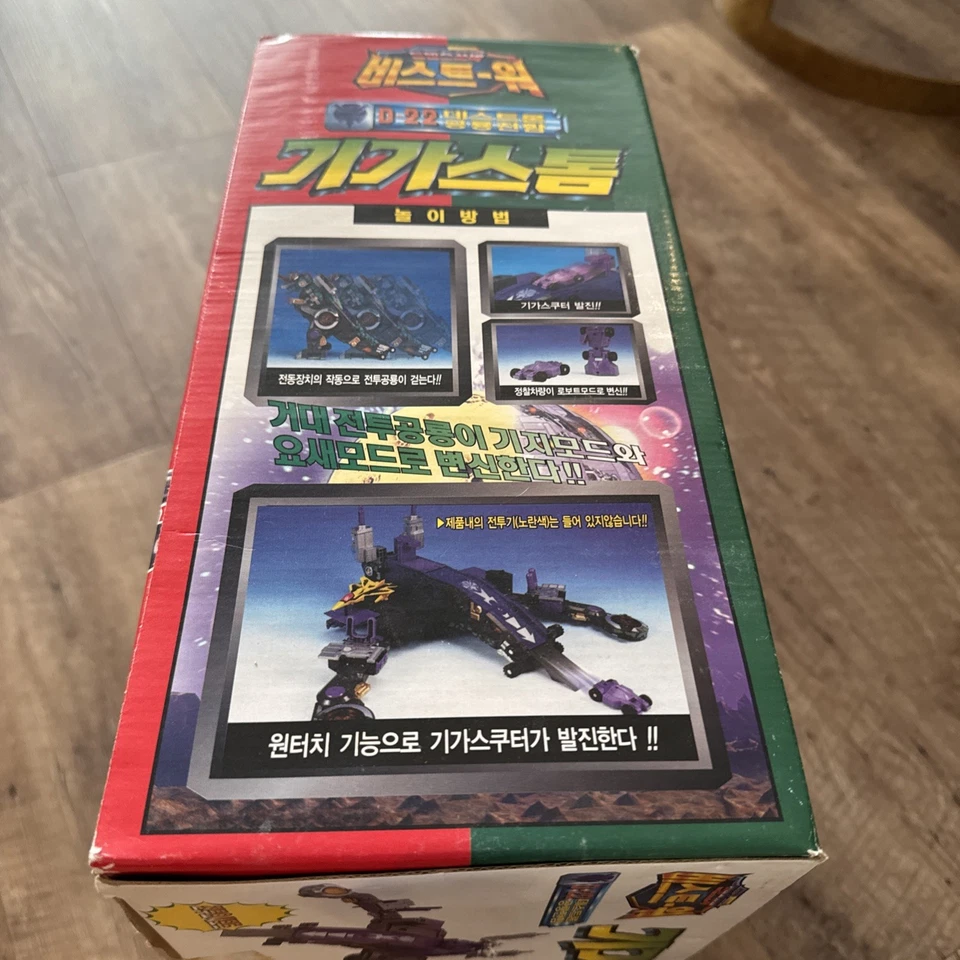 비스트-워
D-22 댕스트롬
기가스톰
놀이방법
기가스쿠터 발진!!
전동장치의 작동으로 전투공룡이 걷는다!!
정찰차량이 로보트모드로 변신!!
거대 전투공룡이 기지모드와
요새모드로 변신한다!!
▶제품내의 전투기(노란색)는 들어 있지않습니다!!
원터치 기능으로 기가스쿠터가 발진한다 !!